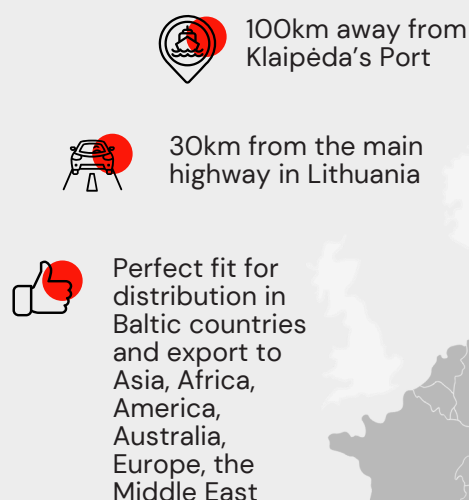 100km away from
Klaipėda's Port
30km from the main
highway in Lithuania
Perfect fit for
distribution in
Baltic countries
and export to
Asia, Africa,
America,
Australia,
Europe, the
Middle East